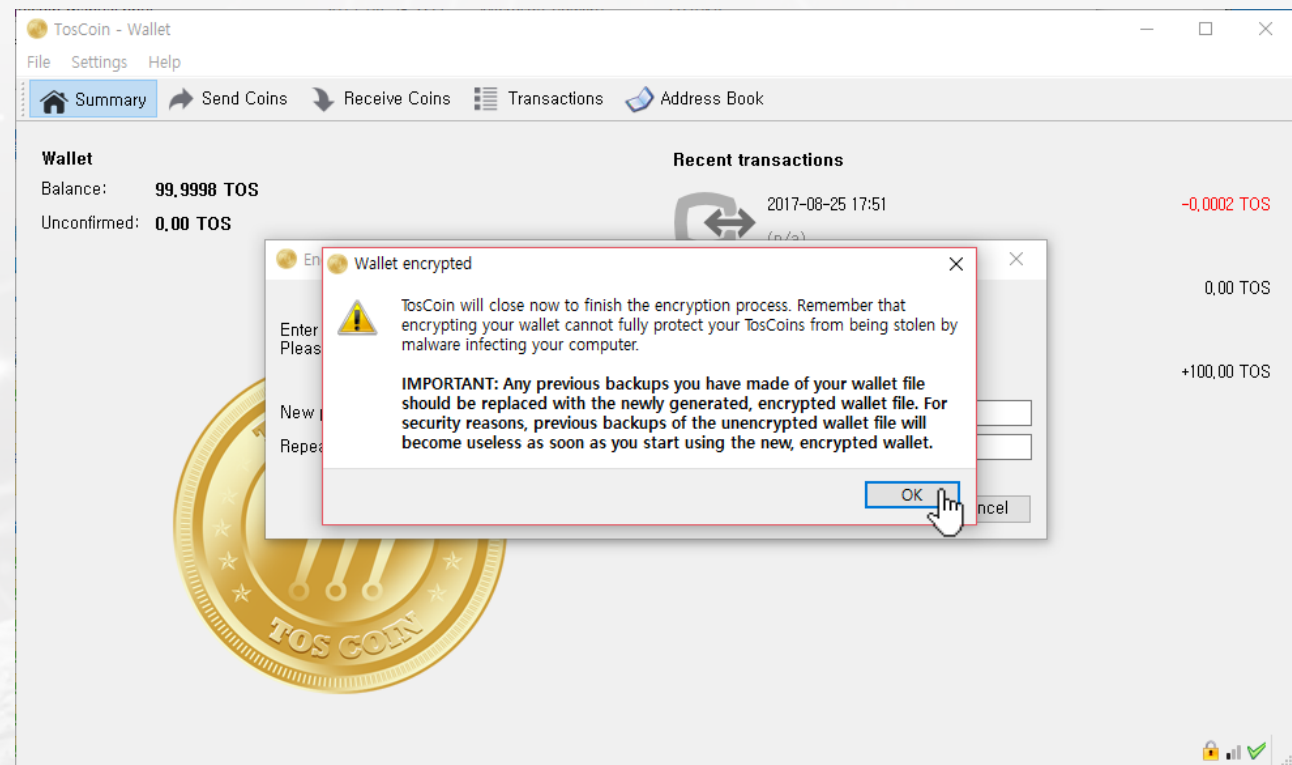 TosCoin - Wallet
File Settings Help
Summary Send Coins Receive Coins Transactions Address Book
Wallet
Balance: 99,9998 TOS
Unconfirmed: 0,00 TOS
Recent transactions
2017-08-25 17:51 -0,0002 TOS
(n/a)
0,00 TOS
+100,00 TOS
En
Enter
Pleas
New
Repea
ncel
Wallet encrypted
TosCoin will close now to finish the encryption process. Remember that
encrypting your wallet cannot fully protect your TosCoins from being stolen by
malware infecting your computer.
IMPORTANT: Any previous backups you have made of your wallet file
should be replaced with the newly generated, encrypted wallet file. For
security reasons, previous backups of the unencrypted wallet file will
become useless as soon as you start using the new, encrypted wallet.
OK
TOS COIN